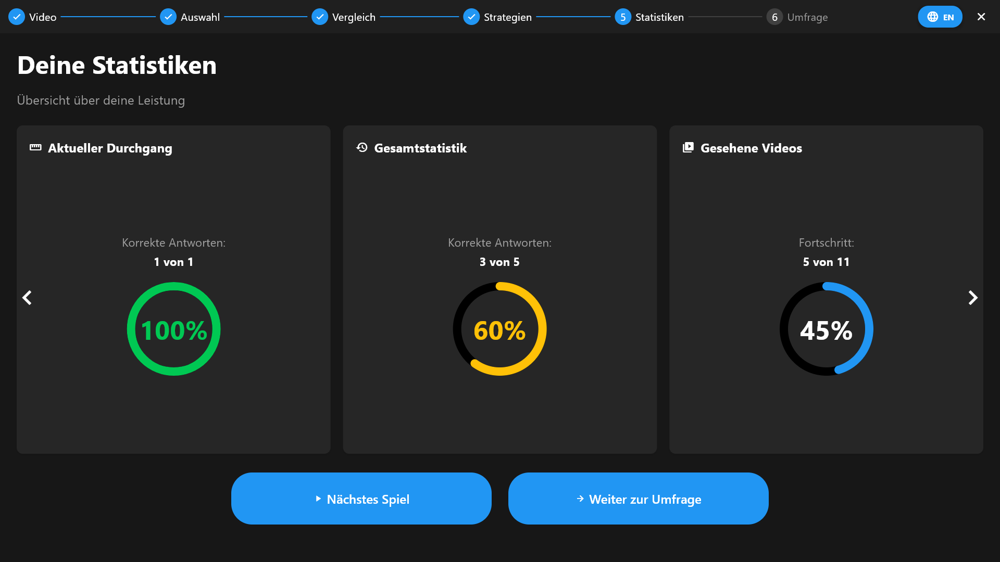 Video
Auswahl
Vergleich
Strategien
5 Statistiken
6 Umfrage
EN
Deine Statistiken
Übersicht über deine Leistung
Aktueller Durchgang
Korrekte Antworten:
1 von 1
100%
Gesamtstatistik
Korrekte Antworten:
3 von 5
60%
Gesehene Videos
Fortschritt:
5 von 11
45%
Nächstes Spiel
Weiter zur Umfrage